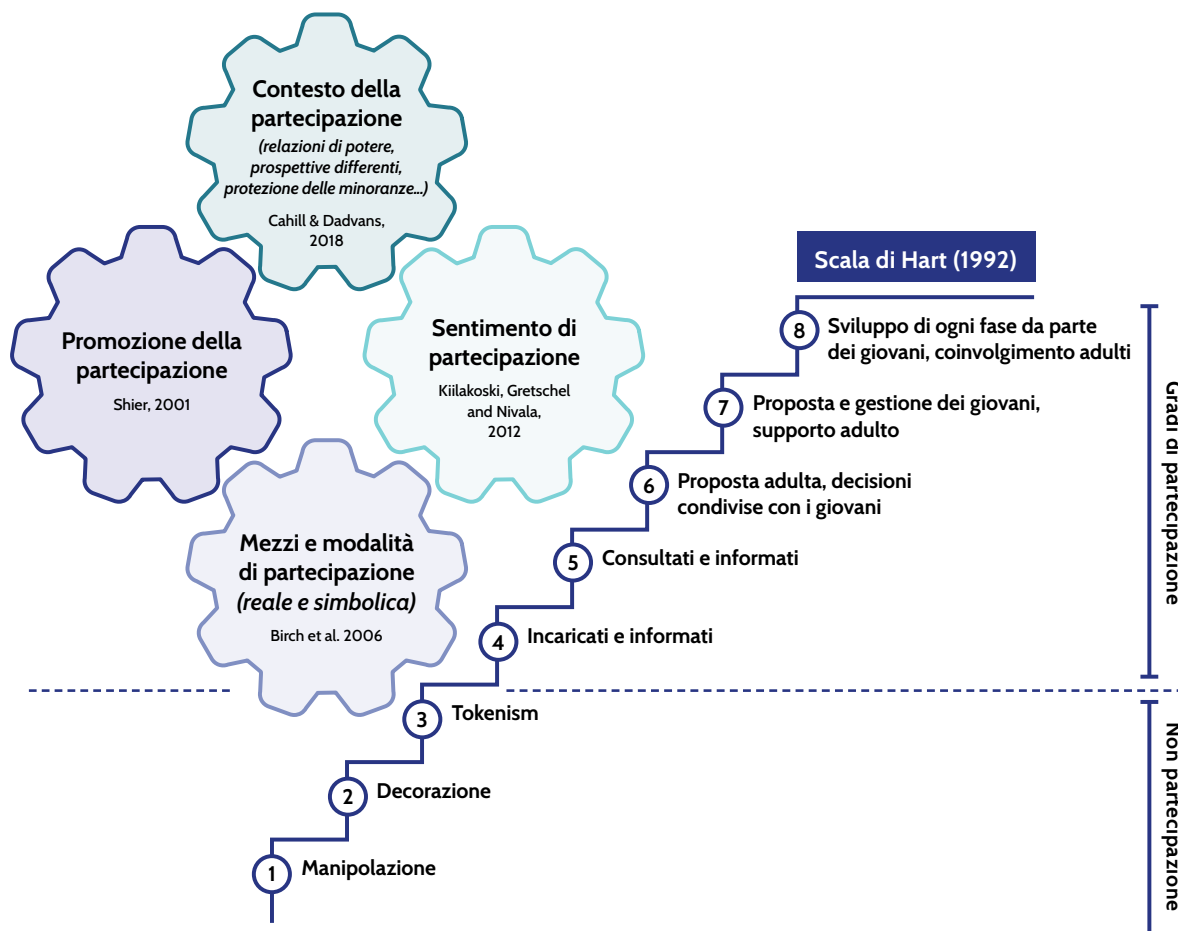 Contesto della
partecipazione
(relazioni di potere,
prospettive differenti,
protezione delle minoranze...)
Cahill & Dadvans,
2018
Promozione della
partecipazione
Shier, 2001
Sentimento di
partecipazione
Kiilakoski, Gretschel
and Nivala,
2012
Mezzi e modalità
di partecipazione
(reale e simbolica)
Birch et al. 2006
Scala di Hart (1992)
8 Sviluppo di ogni fase da parte
dei giovani, coinvolgimento adulti
7 Proposta e gestione dei giovani,
supporto adulto
6 Proposta adulta, decisioni
condivise con i giovani
5 Consultati e informati
4 Incaricati e informati
3 Tokenism
2 Decorazione
1 Manipolazione
Gradi di partecipazione
Non partecipazione